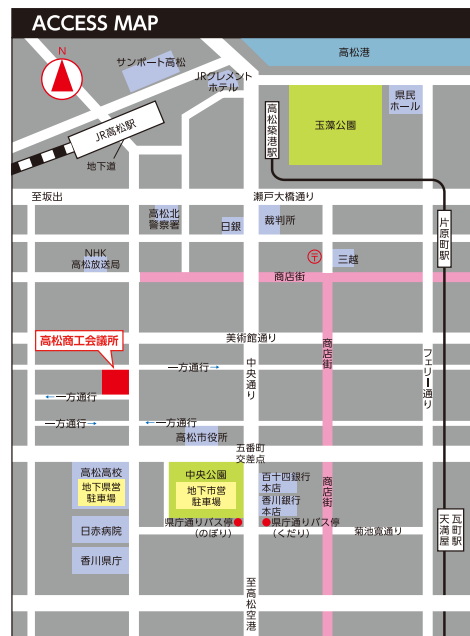 ACCESS MAP
N
サンポート高松
高松港
JRクレメント
ホテル
県民
ホール
玉藻公園
高松築港駅
JR高松駅
地下道
至坂出
瀬戸大橋通り
高松北
警察署
日銀
裁判所
片原町駅
NHK
高松放送局
〒
三越
商店街
高松商工会議所
美術館通り
商店街
中央通り
フェリー通り
一方通行→
←一方通行
一方通行→
←一方通行
高松市役所
五番町
交差点
高松高校
地下県営
駐車場
中央公園
地下市営
駐車場
百十四銀行
本店
香川銀行
本店
商店街
日赤病院
県庁通りバス停
(のぼり)
県庁通りバス停
(くだり)
菊池寛通り
瓦町駅
天満屋
香川県庁
至高松空港